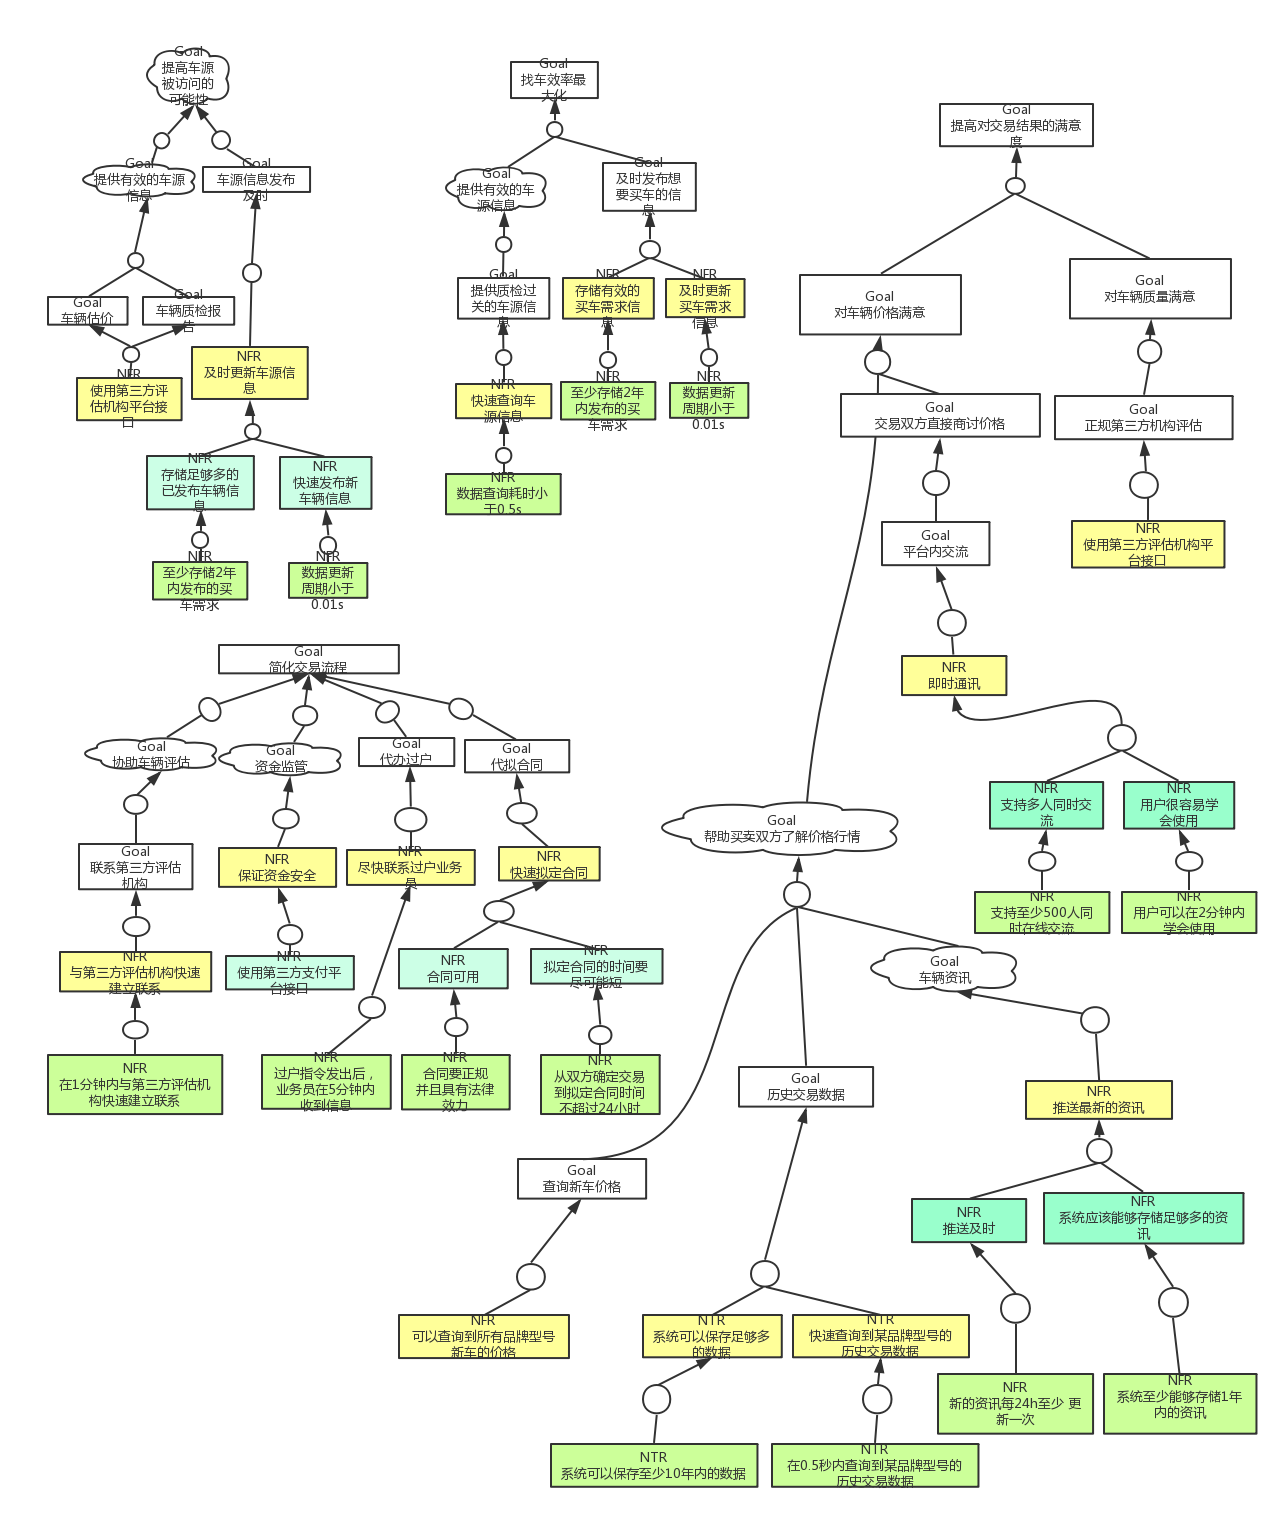 Goal
提高车源
被访问的
可能性
Goal
提供有效的车源
信息
Goal
车源信息发布
及时
Goal
车辆估价
Goal
车辆质检报
告
NFR
使用第三方评
估机构平台接
口
NFR
及时更新车源信
息
NFR
存储足够多的
已发布车辆信
息
NFR
快速发布新
车辆信息
NFR
至少存储2年
内发布的买
车需求
NFR
数据更新
周期小于
0.01s
Goal
找车效率最
大化
Goal
提供有效的车
源信息
Goal
及时发布想
要买车的信
息
Goal
提供质检过
关的车源信
息
NFR
存储有效的
买车需求信
息
NFR
及时更新
买车需求
信息
NFR
快速查询车
源信息
NFR
至少存储2年
内发布的买
车需求
NFR
数据更新
周期小于
0.01s
NFR
数据查询耗时小
于0.5s
Goal
提高对交易结果的满意
度
Goal
对车辆价格满意
Goal
对车辆质量满意
Goal
交易双方直接商讨价格
Goal
正规第三方机构评估
Goal
平台内交流
NFR
使用第三方评估机构平
台接口
NFR
即时通讯
NFR
支持多人同时交
流
NFR
用户很容易学
会使用
NFR
支持至少500人同
时在线交流
NFR
用户可以在2分钟内
学会使用
Goal
简化交易流程
Goal
协助车辆评估
Goal
资金监管
Goal
代办过户
Goal
代拟合同
Goal
联系第三方评估
机构
NFR
保证资金安全
NFR
尽快联系过户业务
员
NFR
快速拟定合同
NFR
与第三方评估机构快速
建立联系
NFR
使用第三方支付平
台接口
NFR
合同可用
NFR
拟定合同的时间要
尽可能短
NFR
在1分钟内与第三方评估机
构快速建立联系
NFR
过户指令发出后，
业务员在5分钟内
收到信息
NFR
合同要正规
并且具有法律
效力
NFR
从双方确定交易
到拟定合同时间
不超过24小时
Goal
帮助买卖双方了解价格行情
Goal
车辆资讯
Goal
历史交易数据
NFR
推送最新的资讯
Goal
查询新车价格
NFR
推送及时
NFR
系统应该能够存储足够多的资
讯
NFR
可以查询到所有品牌型号
新车的价格
NTR
系统可以保存足够多
的数据
NTR
快速查询到某品牌型号的
历史交易数据
NFR
新的资讯每24h至少 更
新一次
NFR
系统至少能够存储1年
内的资讯
NTR
系统可以保存至少10年内的数据
NTR
在0.5秒内查询到某品牌型号的
历史交易数据